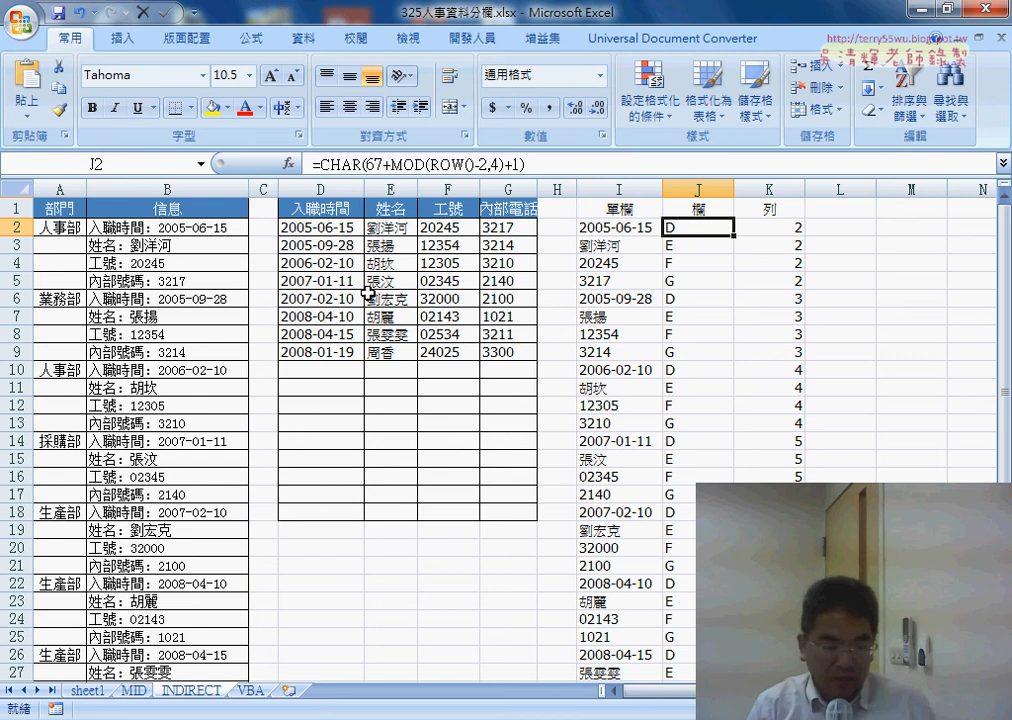 325人事資料分欄.xlsx - Microsoft Excel
常用 插入 版面配置 公式 資料 校閱 檢視 開發人員 增益集 Universal Document Converter
http://terry55wu.blogspot.tw
吳清輝老師錄製
貼上 Tahoma 10.5 通用格式 設定格式化的條件 格式化為表格 儲存格樣式 插入 刪除 格式 排序與篩選 尋找與選取
剪貼簿 字型 對齊方式 數值 樣式 儲存格 編輯
J2 fx =CHAR(67+MOD(ROW()-2,4)+1)
A B C D E F G H I J K L M N
1 部門 信息 入職時間 姓名 工號 內部電話 單欄 欄 列
2 人事部 入職時間：2005-06-15 2005-06-15 劉洋河 20245 3217 2005-06-15 D 2
3 姓名：劉洋河 2005-09-28 張揚 12354 3214 劉洋河 E 2
4 工號：20245 2006-02-10 胡坎 12305 3210 20245 F 2
5 內部號碼：3217 2007-01-11 張汶 02345 2140 3217 G 2
6 業務部 入職時間：2005-09-28 2007-02-10 劉宏克 32000 2100 2005-09-28 D 3
7 姓名：張揚 2008-04-10 胡麗 02143 1021 張揚 E 3
8 工號：12354 2008-04-15 張雯雯 02534 3211 12354 F 3
9 內部號碼：3214 2008-01-19 周香 24025 3300 3214 G 3
10 人事部 入職時間：2006-02-10 2006-02-10 D 4
11 姓名：胡坎 胡坎 E 4
12 工號：12305 12305 F 4
13 內部號碼：3210 3210 G 4
14 採購部 入職時間：2007-01-11 2007-01-11 D 5
15 姓名：張汶 張汶 E 5
16 工號：02345 02345 F 5
17 內部號碼：2140 2140 G
18 生產部 入職時間：2007-02-10 2007-02-10 D
19 姓名：劉宏克 劉宏克 E
20 工號：32000 32000 F
21 內部號碼：2100 2100 G
22 生產部 入職時間：2008-04-10 2008-04-10 D
23 姓名：胡麗 胡麗 E
24 工號：02143 02143 F
25 內部號碼：1021 1021 G
26 生產部 入職時間：2008-04-15 2008-04-15 D
27 姓名：張雯雯 張雯雯 E
sheet1 MID INDIRECT VBA
就緒